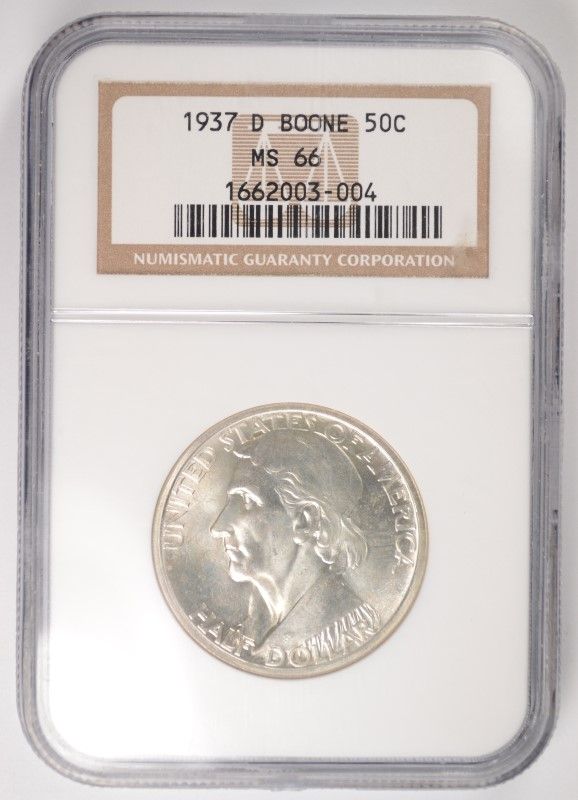 1937 D BOONE 50C
MS 66
1662003-004
NUMISMATIC GUARANTY CORPORATION
UNITED STATES OF AMERICA
HALF DOLLAR